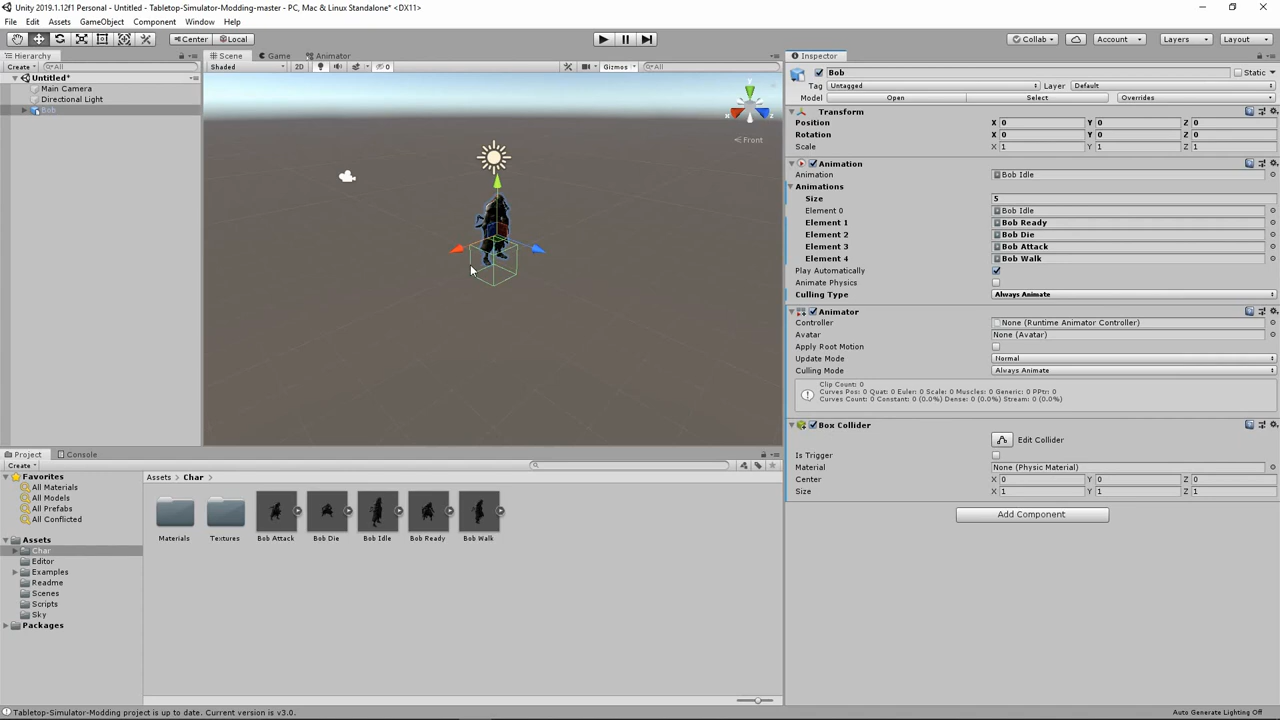 Unity 2019.1.12f1 Personal - Untitled - Tabletop-Simulator-Modding-master - PC, Mac & Linux Standalone* <DX11>
File Edit Assets GameObject Component Window Help
Center Local
Collab Account Layers Layout
Hierarchy
Create All
Untitled*
Main Camera
Directional Light
Bob
Scene Game Animator
Shaded 2D 0 Gizmos All
y
x z
Front
Inspector
Bob Static
Tag Untagged Layer Default
Model Open Select Overrides
Transform
Position X 0 Y 0 Z 0
Rotation X 0 Y 0 Z 0
Scale X 1 Y 1 Z 1
Animation
Animation Bob Idle
Animations
Size 5
Element 0 Bob Idle
Element 1 Bob Ready
Element 2 Bob Die
Element 3 Bob Attack
Element 4 Bob Walk
Play Automatically
Animate Physics
Culling Type Always Animate
Animator
Controller None (Runtime Animator Controller)
Avatar None (Avatar)
Apply Root Motion
Update Mode Normal
Culling Mode Always Animate
Clip Count: 0
Curves Pos: 0 Quat: 0 Euler: 0 Scale: 0 Muscles: 0 Generic: 0 PPtr: 0
Curves Count: 0 Constant: 0 (0.0%) Dense: 0 (0.0%) Stream: 0 (0.0%)
Box Collider
Edit Collider
Is Trigger
Material None (Physic Material)
Center X 0 Y 0 Z 0
Size X 1 Y 1 Z 1
Add Component
Project Console
Create
Favorites
All Materials
All Models
All Prefabs
All Conflicted
Assets
Char
Editor
Examples
Readme
Scenes
Scripts
Sky
Packages
Assets Char
Materials Textures Bob Attack Bob Die Bob Idle Bob Ready Bob Walk
Tabletop-Simulator-Modding project is up to date. Current version is v3.0.
Auto Generate Lighting Off